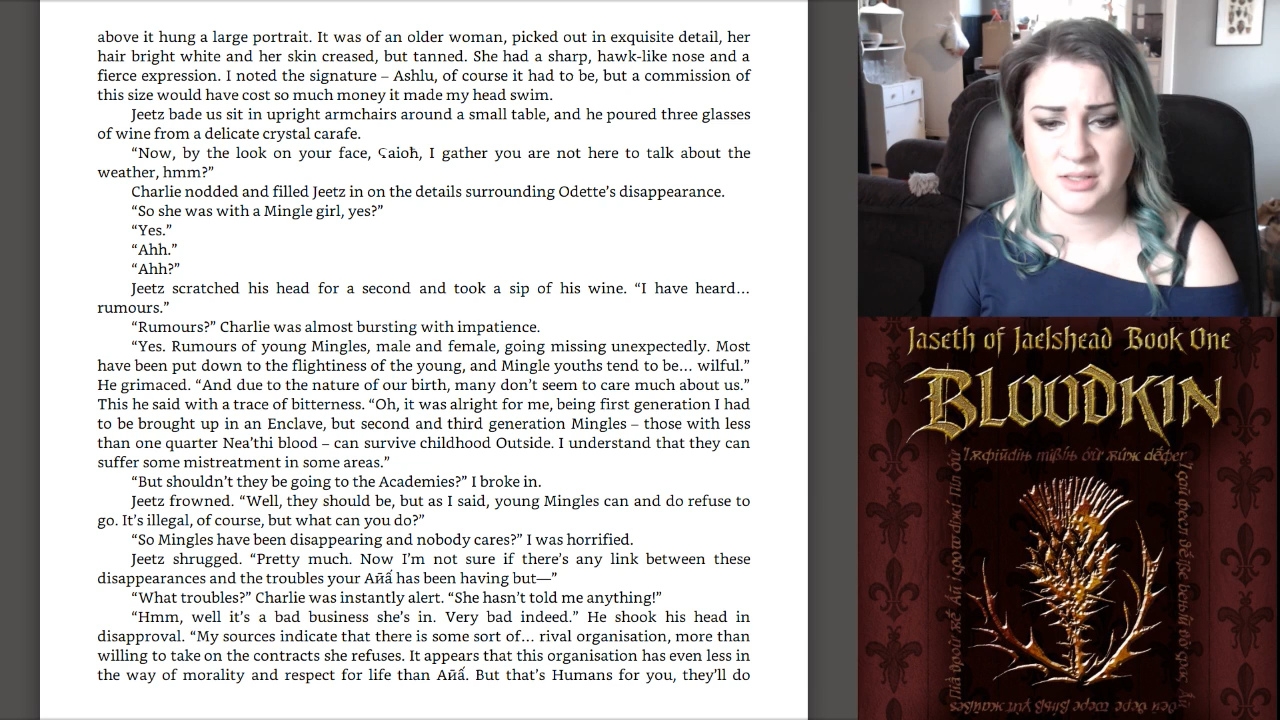 above it hung a large portrait. It was of an older woman, picked out in exquisite detail, her
hair bright white and her skin creased, but tanned. She had a sharp, hawk-like nose and a
fierce expression. I noted the signature – Ashlu, of course it had to be, but a commission of
this size would have cost so much money it made my head swim.
Jeetz bade us sit in upright armchairs around a small table, and he poured three glasses
of wine from a delicate crystal carafe.
“Now, by the look on your face, Ꞔaioħ, I gather you are not here to talk about the
weather, hmm?”
Charlie nodded and filled Jeetz in on the details surrounding Odette’s disappearance.
“So she was with a Mingle girl, yes?”
“Yes.”
“Ahh.”
“Ahh?”
Jeetz scratched his head for a second and took a sip of his wine. “I have heard…
rumours.”
“Rumours?” Charlie was almost bursting with impatience.
“Yes. Rumours of young Mingles, male and female, going missing unexpectedly. Most
have been put down to the flightiness of the young, and Mingle youths tend to be… wilful.”
He grimaced. “And due to the nature of our birth, many don’t seem to care much about us.”
This he said with a trace of bitterness. “Oh, it was alright for me, being first generation I had
to be brought up in an Enclave, but second and third generation Mingles – those with less
than one quarter Nea’thi blood – can survive childhood Outside. I understand that they can
suffer some mistreatment in some areas.”
“But shouldn’t they be going to the Academies?” I broke in.
Jeetz frowned. “Well, they should be, but as I said, young Mingles can and do refuse to
go. It’s illegal, of course, but what can you do?”
“So Mingles have been disappearing and nobody cares?” I was horrified.
Jeetz shrugged. “Pretty much. Now I’m not sure if there’s any link between these
disappearances and the troubles your Añá̃ has been having but—”
“What troubles?” Charlie was instantly alert. “She hasn’t told me anything!”
“Hmm, well it’s a bad business she’s in. Very bad indeed.” He shook his head in
disapproval. “My sources indicate that there is some sort of… rival organisation, more than
willing to take on the contracts she refuses. It appears that this organisation has even less in
the way of morality and respect for life than Añá̃. But that’s Humans for you, they’ll do
Jaseth of Jaelshead Book One
BLOODKIN